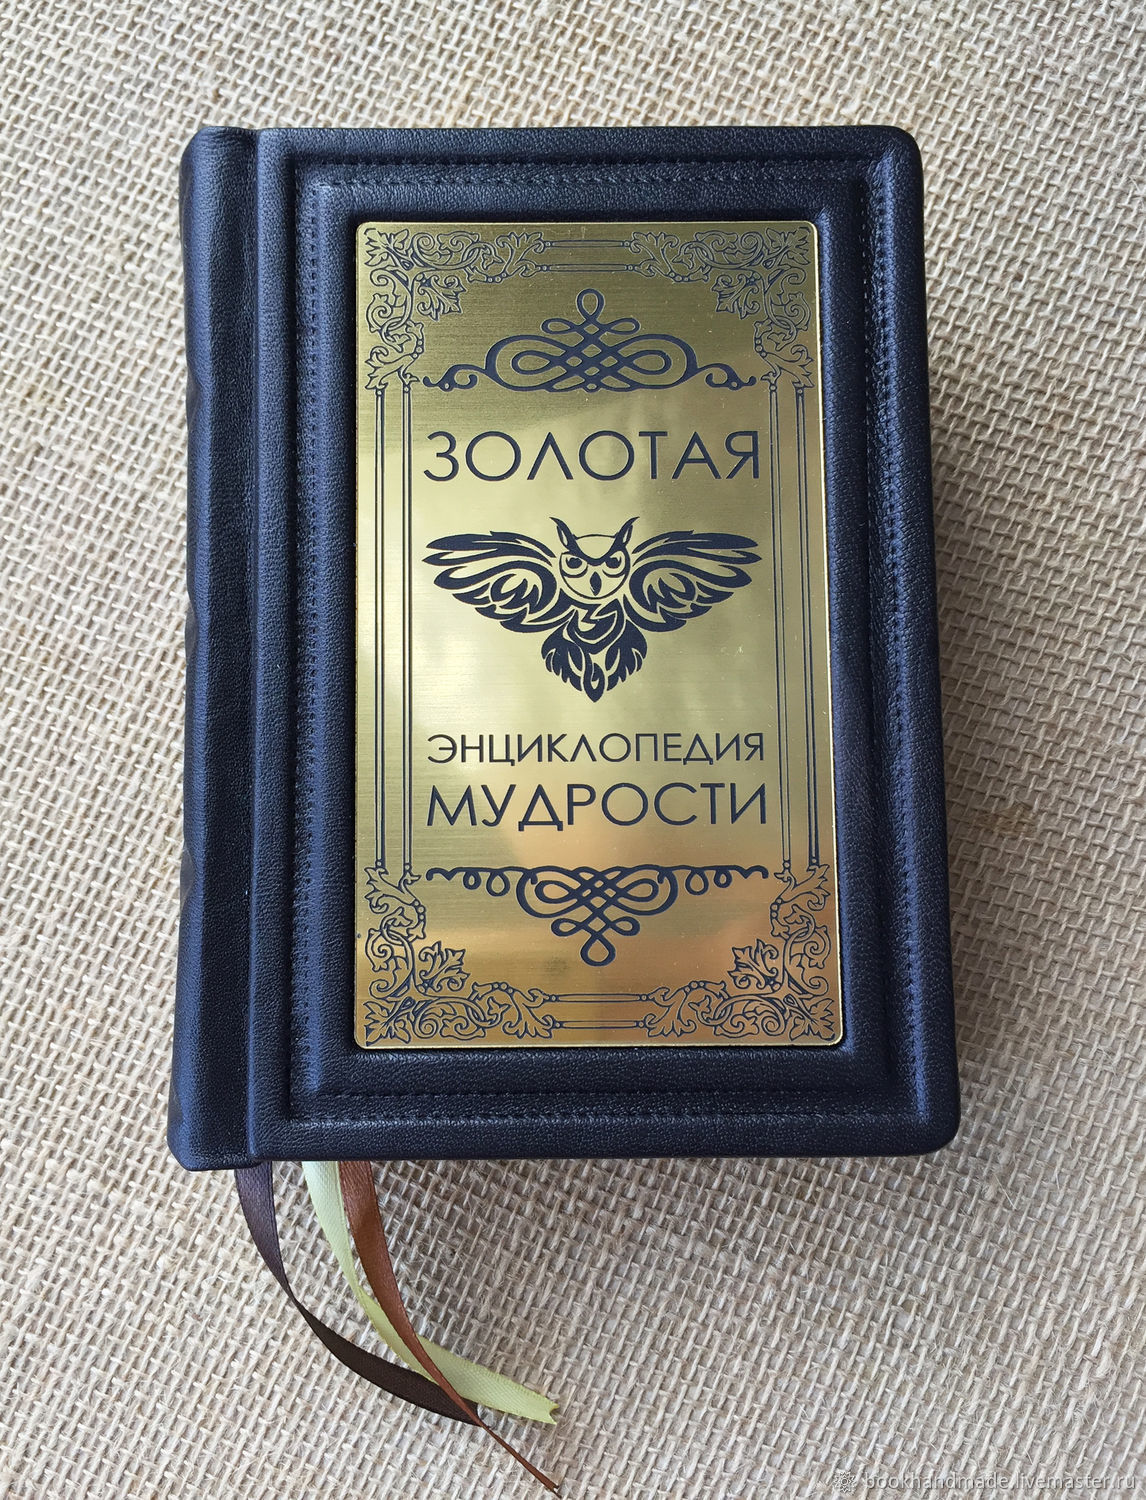 ЗОЛОТАЯ
ЭНЦИКЛОПЕДИЯ
МУДРОСТИ
bookhandmade.livemaster.ru